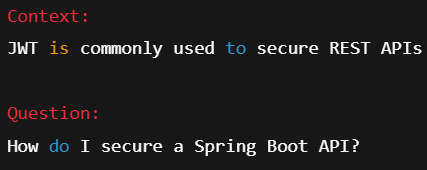 Context:
JWT is commonly used to secure REST APIs
Question:
How do I secure a Spring Boot API?